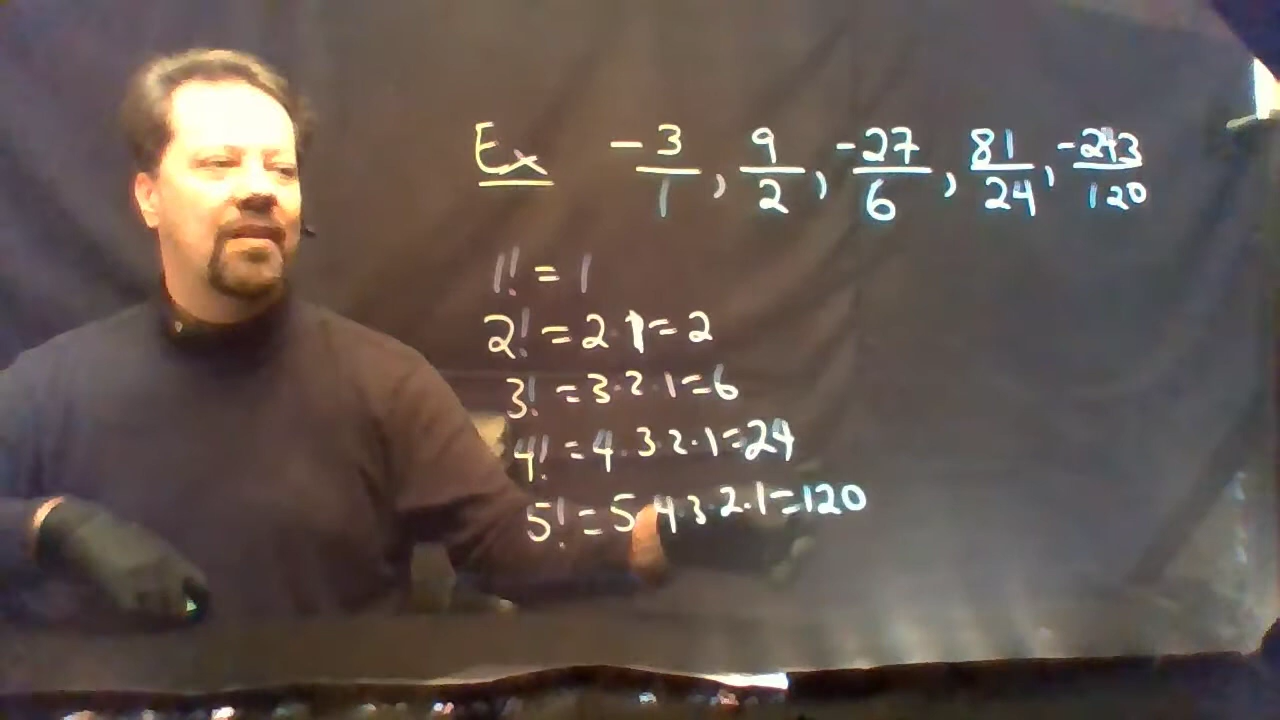 Ex -3/1, 9/2, -27/6, 81/24, -243/120
1! = 1
2! = 2·1 = 2
3! = 3·2·1 = 6
4! = 4·3·2·1 = 24
5! = 5·4·3·2·1 = 120